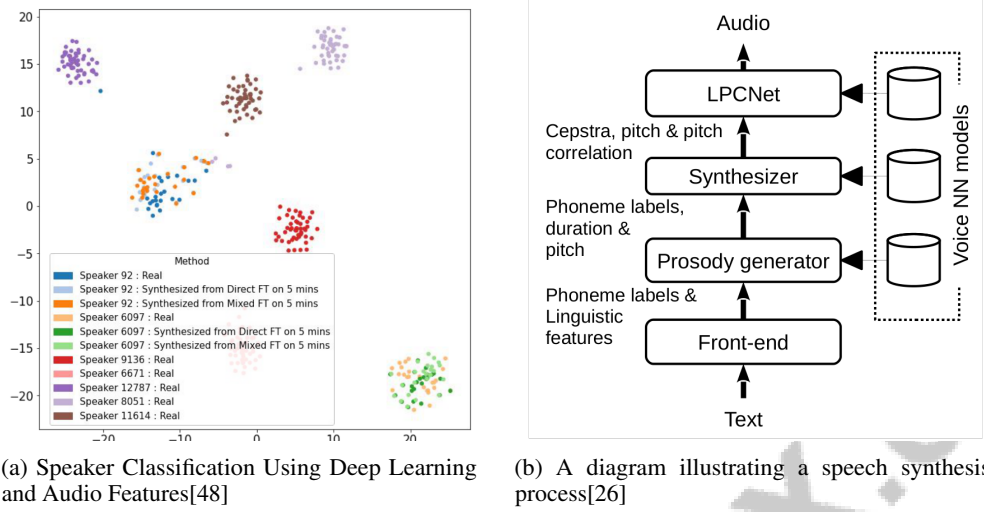 20
15
10
5
0
−5
−10
−15
−20
−20
−10
0
10
20
Method
Speaker 92 : Real
Speaker 92 : Synthesized from Direct FT on 5 mins
Speaker 92 : Synthesized from Mixed FT on 5 mins
Speaker 6097 : Real
Speaker 6097 : Synthesized from Direct FT on 5 mins
Speaker 6097 : Synthesized from Mixed FT on 5 mins
Speaker 9136 : Real
Speaker 6671 : Real
Speaker 12787 : Real
Speaker 8051 : Real
Speaker 11614 : Real
(a) Speaker Classification Using Deep Learning
and Audio Features[48]
Audio
LPCNet
Cepstra, pitch & pitch
correlation
Synthesizer
Phoneme labels,
duration &
pitch
Prosody generator
Phoneme labels &
Linguistic
features
Front-end
Text
Voice NN models
(b) A diagram illustrating a speech synthesis
process[26]